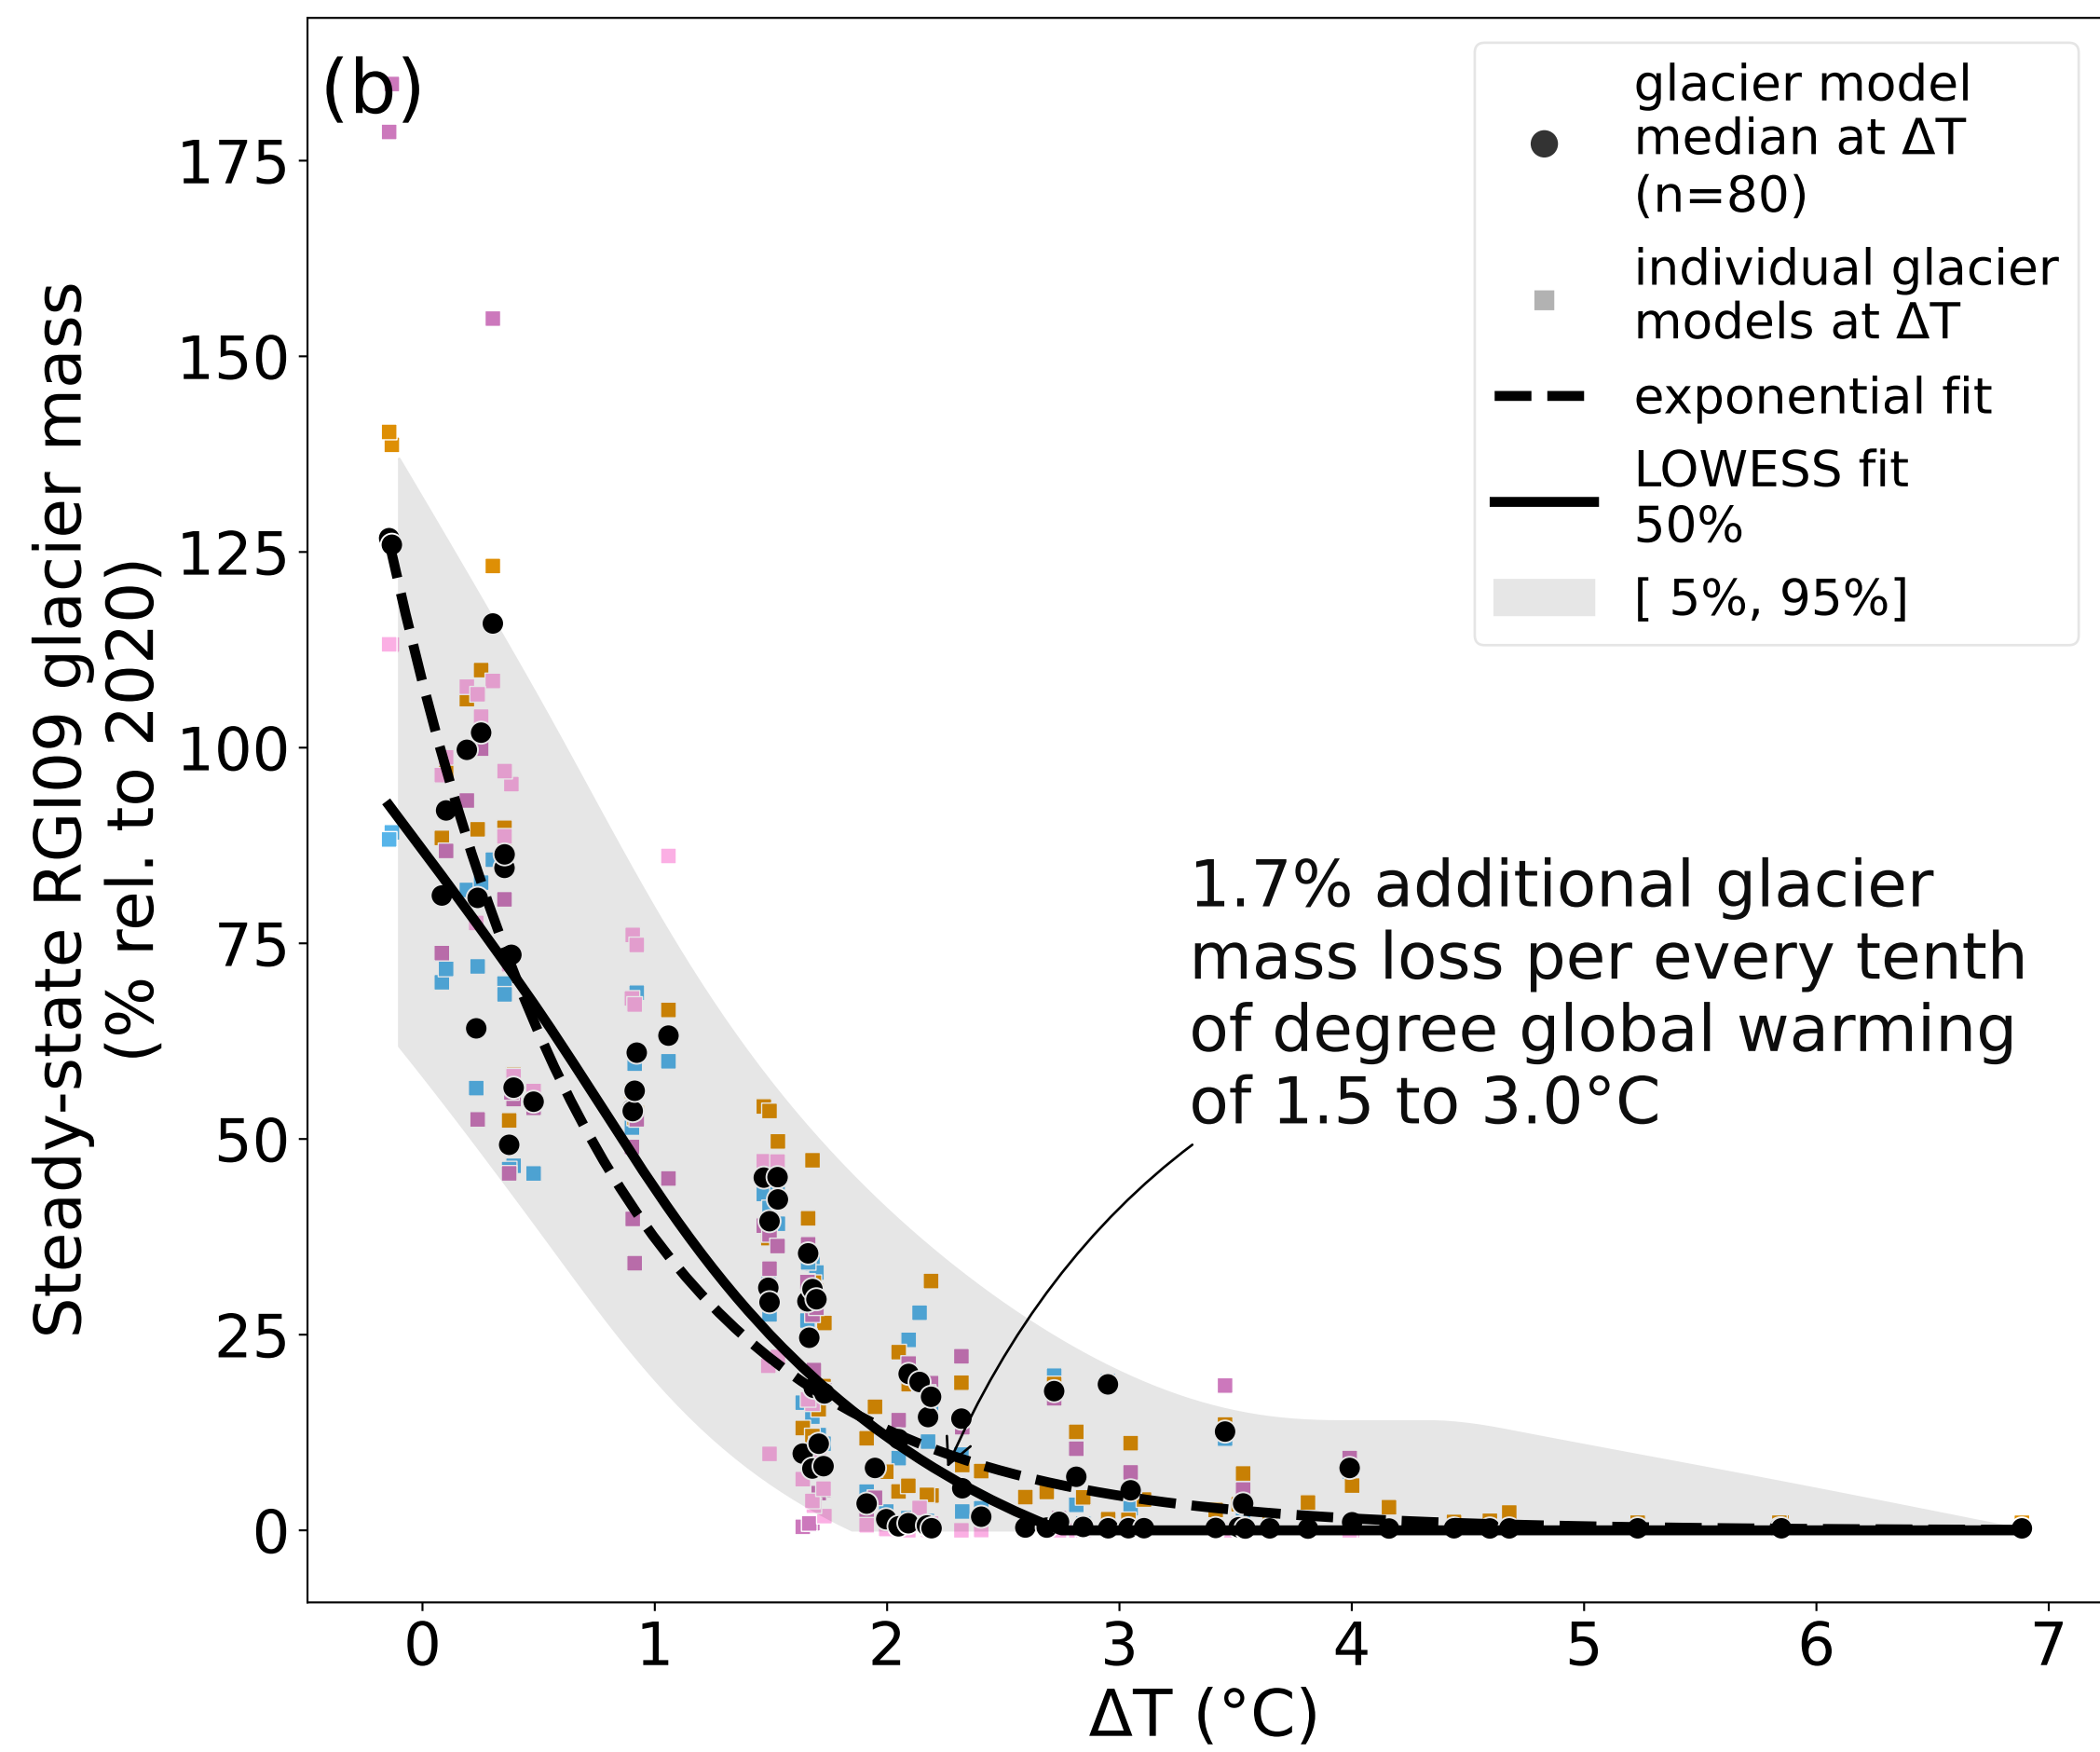 (b)
glacier model
median at ΔT
(n=80)
individual glacier
models at ΔT
exponential fit
LOWESS fit
50%
[ 5%, 95%]
Steady-state RGI09 glacier mass
(% rel. to 2020)
175
150
125
100
75
50
25
0
1.7% additional glacier
mass loss per every tenth
of degree global warming
of 1.5 to 3.0°C
0 1 2 3 4 5 6 7
ΔT (°C)